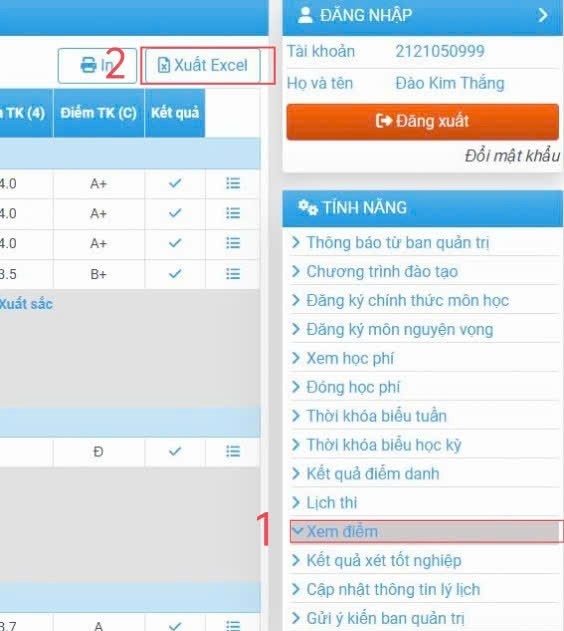 ĐĂNG NHẬP
Tài khoản 2121050999
Họ và tên Đào Kim Thắng
Đăng xuất
Đổi mật khẩu
2
In
Xuất Excel
TK (4) Điểm TK (C) Kết quả
4.0 A+
4.0 A+
4.0 A+
3.5 B+
Xuất sắc
Đ
3.7 A
TÍNH NĂNG
Thông báo từ ban quản trị
Chương trình đào tạo
Đăng ký chính thức môn học
Đăng ký môn nguyện vọng
Xem học phí
Đóng học phí
Thời khóa biểu tuần
Thời khóa biểu học kỳ
Kết quả điểm danh
Lịch thi
1
Xem điểm
Kết quả xét tốt nghiệp
Cập nhật thông tin lý lịch
Gửi ý kiến ban quản trị